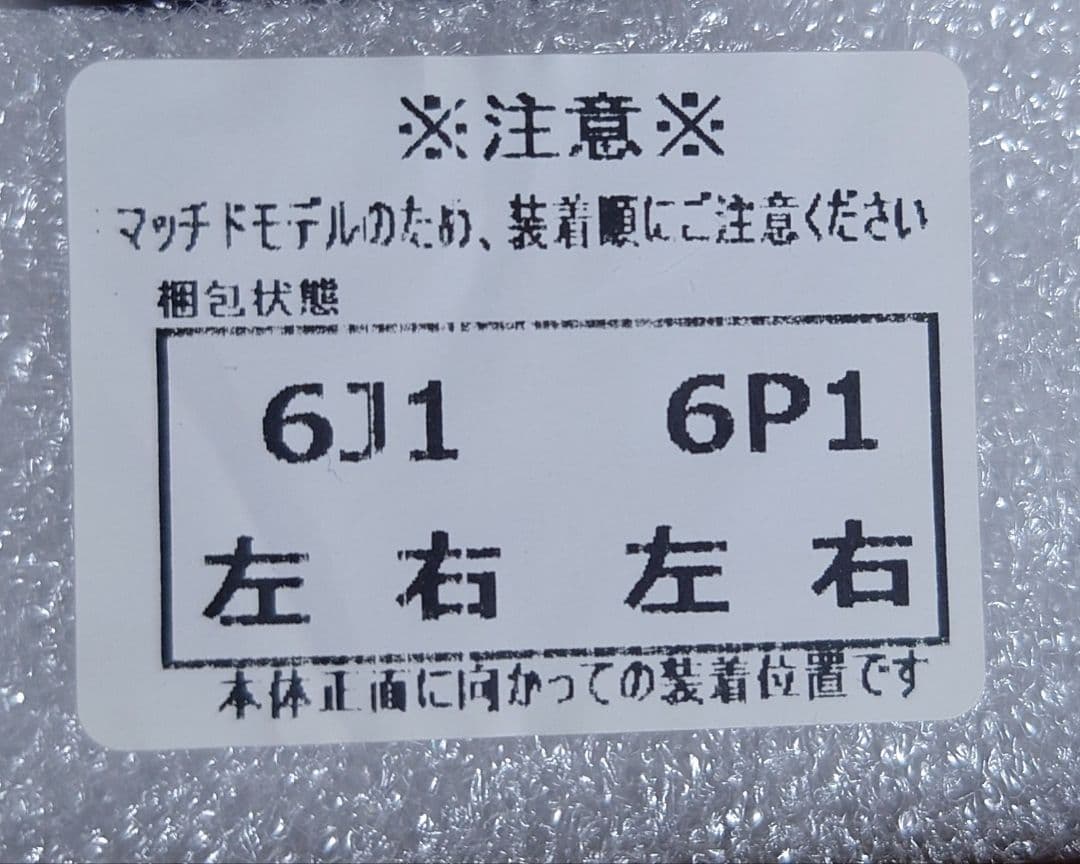 ※注意※
マッチドモデルのため、装着順にご注意ください
梱包状態
6J1 6P1
左 右 左 右
本体正面に向かっての装着位置です